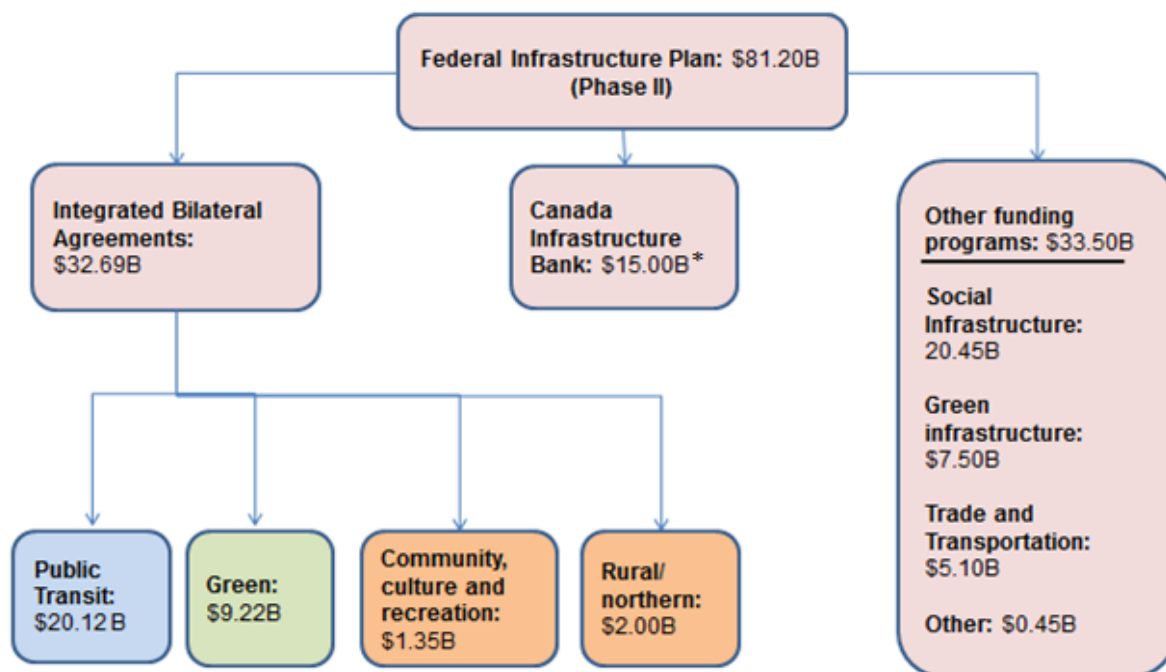 Federal Infrastructure Plan: $81.20B
(Phase II)
Integrated Bilateral
Agreements:
$32.69B
Canada
Infrastructure
Bank: $15.00B*
Other funding
programs: $33.50B
Social
Infrastructure:
20.45B
Green
infrastructure:
$7.50B
Trade and
Transportation:
$5.10B
Other: $0.45B
Public
Transit:
$20.12 B
Green:
$9.22B
Community,
culture and
recreation:
$1.35B
Rural/
northern:
$2.00B